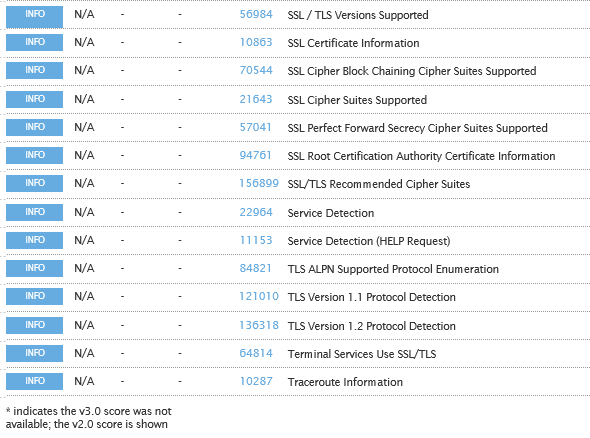 INFO N/A - - 56984 SSL / TLS Versions Supported
INFO N/A - - 10863 SSL Certificate Information
INFO N/A - - 70544 SSL Cipher Block Chaining Cipher Suites Supported
INFO N/A - - 21643 SSL Cipher Suites Supported
INFO N/A - - 57041 SSL Perfect Forward Secrecy Cipher Suites Supported
INFO N/A - - 94761 SSL Root Certification Authority Certificate Information
INFO N/A - - 156899 SSL/TLS Recommended Cipher Suites
INFO N/A - - 22964 Service Detection
INFO N/A - - 11153 Service Detection (HELP Request)
INFO N/A - - 84821 TLS ALPN Supported Protocol Enumeration
INFO N/A - - 121010 TLS Version 1.1 Protocol Detection
INFO N/A - - 136318 TLS Version 1.2 Protocol Detection
INFO N/A - - 64814 Terminal Services Use SSL/TLS
INFO N/A - - 10287 Traceroute Information
* indicates the v3.0 score was not
available; the v2.0 score is shown